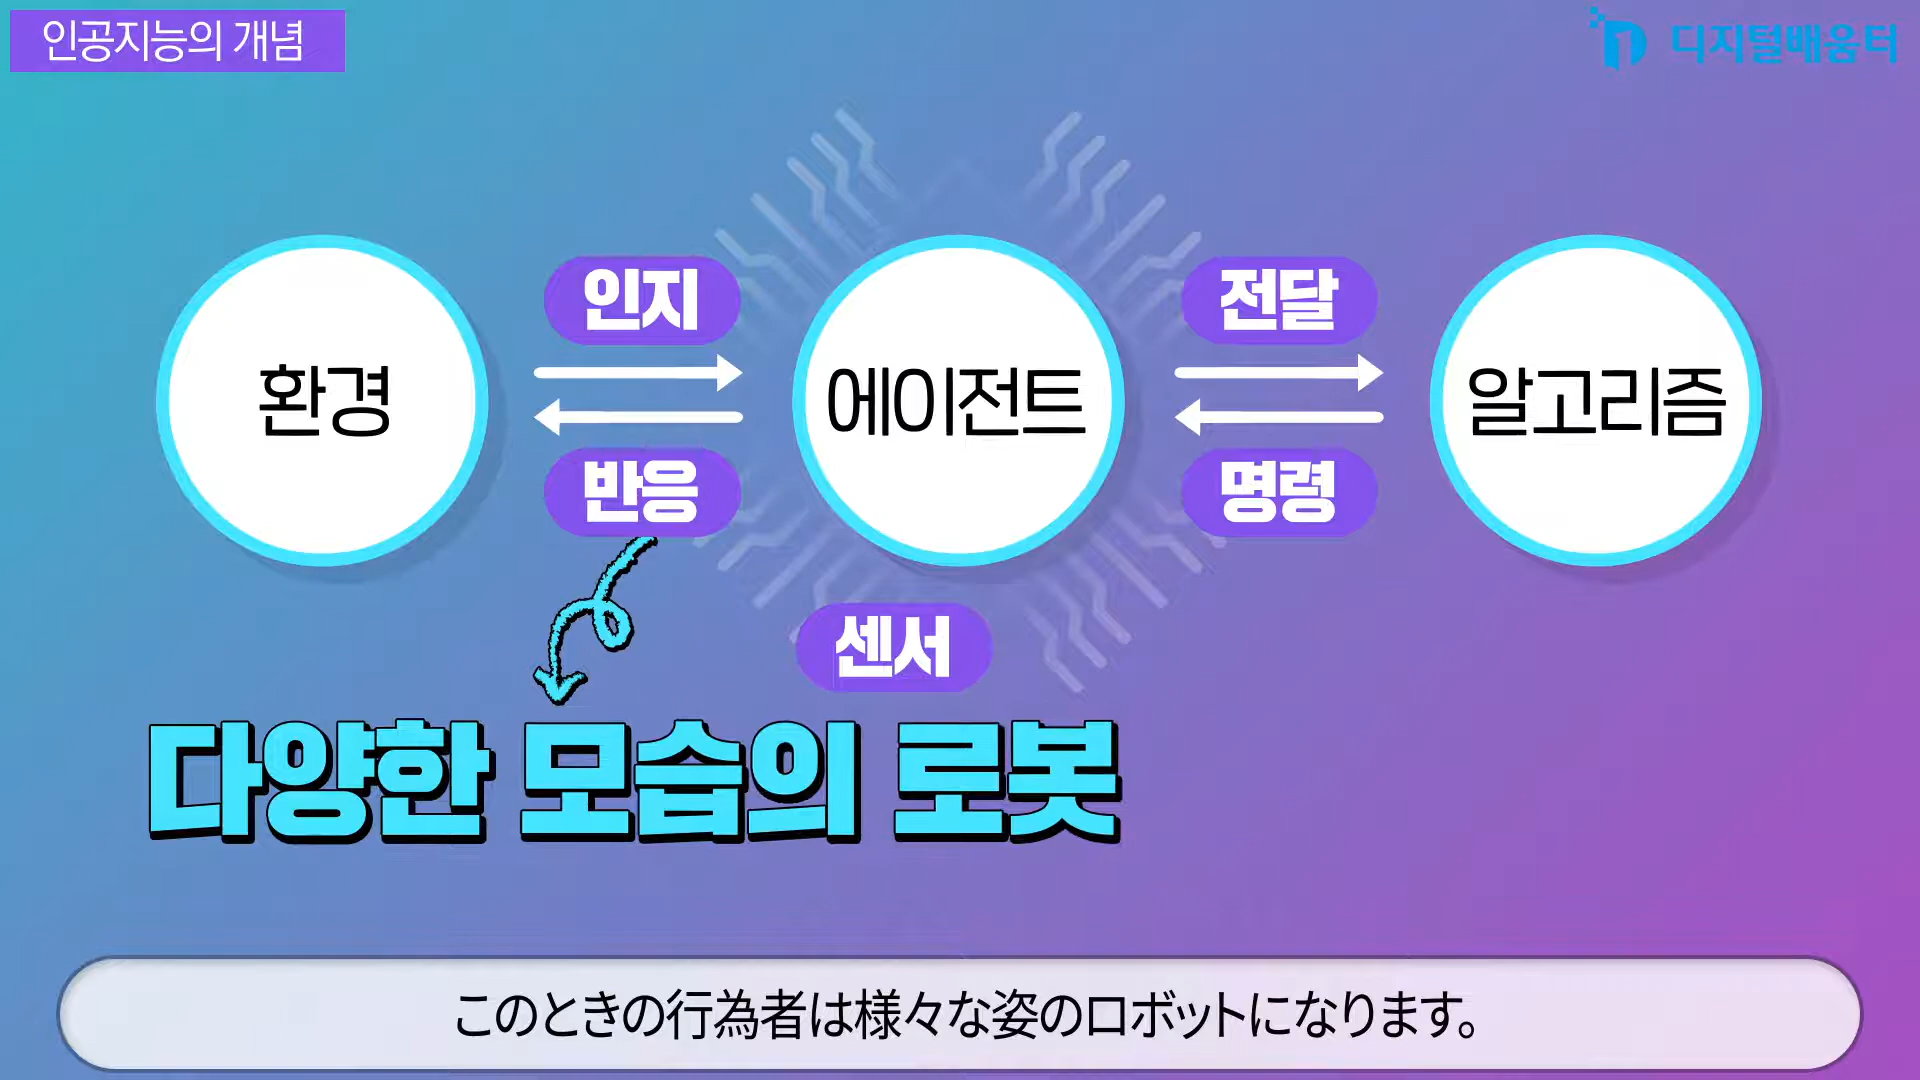 인공지능의 개념
디지털배움터
인지
전달
환경
에이전트
알고리즘
반응
명령
센서
다양한 모습의 로봇
このときの行為者は様々な姿のロボットになります。